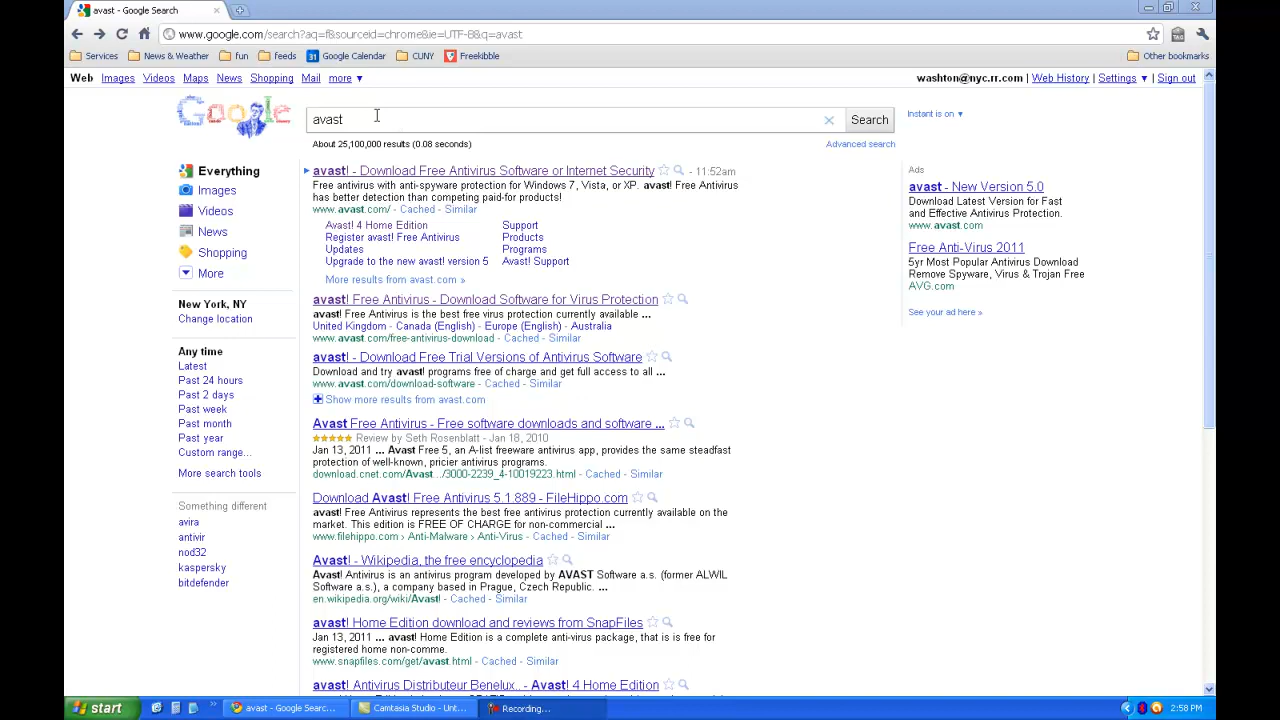 avast - Google Search
www.google.com/search?aq=f&sourceid=chrome&ie=UTF-8&q=avast
Services News & Weather fun feeds 31 Google Calendar CUNY Freekibble Other bookmarks
Web Images Videos Maps News Shopping Mail more ▼ washton@nyc.rr.com | Web History | Settings ▼ | Sign out
Google
avast
Search
Instant is on ▼
About 25,100,000 results (0.08 seconds)
Advanced search
Everything
Images
Videos
News
Shopping
More
New York, NY
Change location
Any time
Latest
Past 24 hours
Past 2 days
Past week
Past month
Past year
Custom range...
More search tools
Something different
avira
antivir
nod32
kaspersky
bitdefender
avast! - Download Free Antivirus Software or Internet Security - 11:52am
Free antivirus with anti-spyware protection for Windows 7, Vista, or XP. avast! Free Antivirus
has better detection than competing paid-for products!
www.avast.com/ - Cached - Similar
Avast! 4 Home Edition Support
Register avast! Free Antivirus Products
Updates Programs
Upgrade to the new avast! version 5 Avast! Support
More results from avast.com »
avast! Free Antivirus - Download Software for Virus Protection
avast! Free Antivirus is the best free virus protection currently available ...
United Kingdom - Canada (English) - Europe (English) - Australia
www.avast.com/free-antivirus-download - Cached - Similar
avast! - Download Free Trial Versions of Antivirus Software
Download and try avast! programs free of charge and get full access to all ...
www.avast.com/download-software - Cached - Similar
Show more results from avast.com
Avast Free Antivirus - Free software downloads and software ...
Review by Seth Rosenblatt - Jan 18, 2010
Jan 13, 2011 ... Avast Free 5, an A-list freeware antivirus app, provides the same steadfast
protection of well-known, pricier antivirus programs.
download.cnet.com/Avast.../3000-2239_4-10019223.html - Cached - Similar
Download Avast! Free Antivirus 5.1.889 - FileHippo.com
avast! Free Antivirus represents the best free antivirus protection currently available on the
market. This edition is FREE OF CHARGE for non-commercial ...
www.filehippo.com › Anti-Malware › Anti-Virus - Cached - Similar
Avast! - Wikipedia, the free encyclopedia
Avast! Antivirus is an antivirus program developed by AVAST Software a.s. (former ALWIL
Software a.s.), a company based in Prague, Czech Republic. ...
en.wikipedia.org/wiki/Avast! - Cached - Similar
avast! Home Edition download and reviews from SnapFiles
Jan 13, 2011 ... avast! Home Edition is a complete anti-virus package, that is is free for
registered home non-comme.
www.snapfiles.com/get/avast.html - Cached - Similar
avast! Antivirus Distributeur Benelux.. - Avast! 4 Home Edition
Ads
avast - New Version 5.0
Download Latest Version for Fast
and Effective Antivirus Protection.
www.avast.com
Free Anti-Virus 2011
5yr Most Popular Antivirus Download
Remove Spyware, Virus & Trojan Free
AVG.com
See your ad here »
start avast - Google Searc... Camtasia Studio - Unt... Recording... 2:58 PM